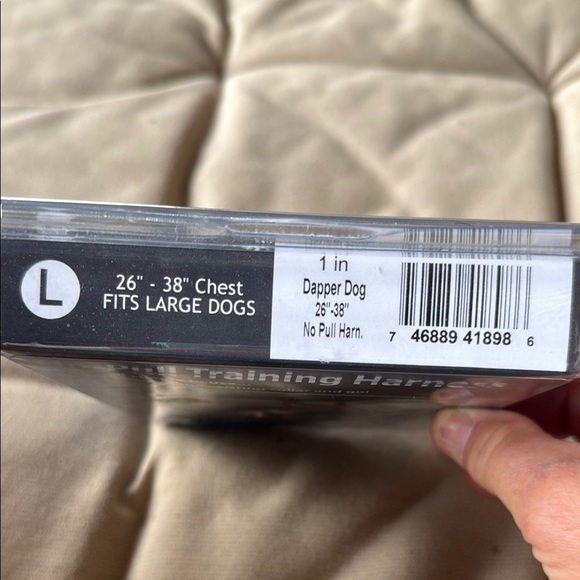 L
26" - 38" Chest
FITS LARGE DOGS
1 in
Dapper Dog
26"-38"
No Pull Harn.
7 46889 41898 6
Pull Training Harness